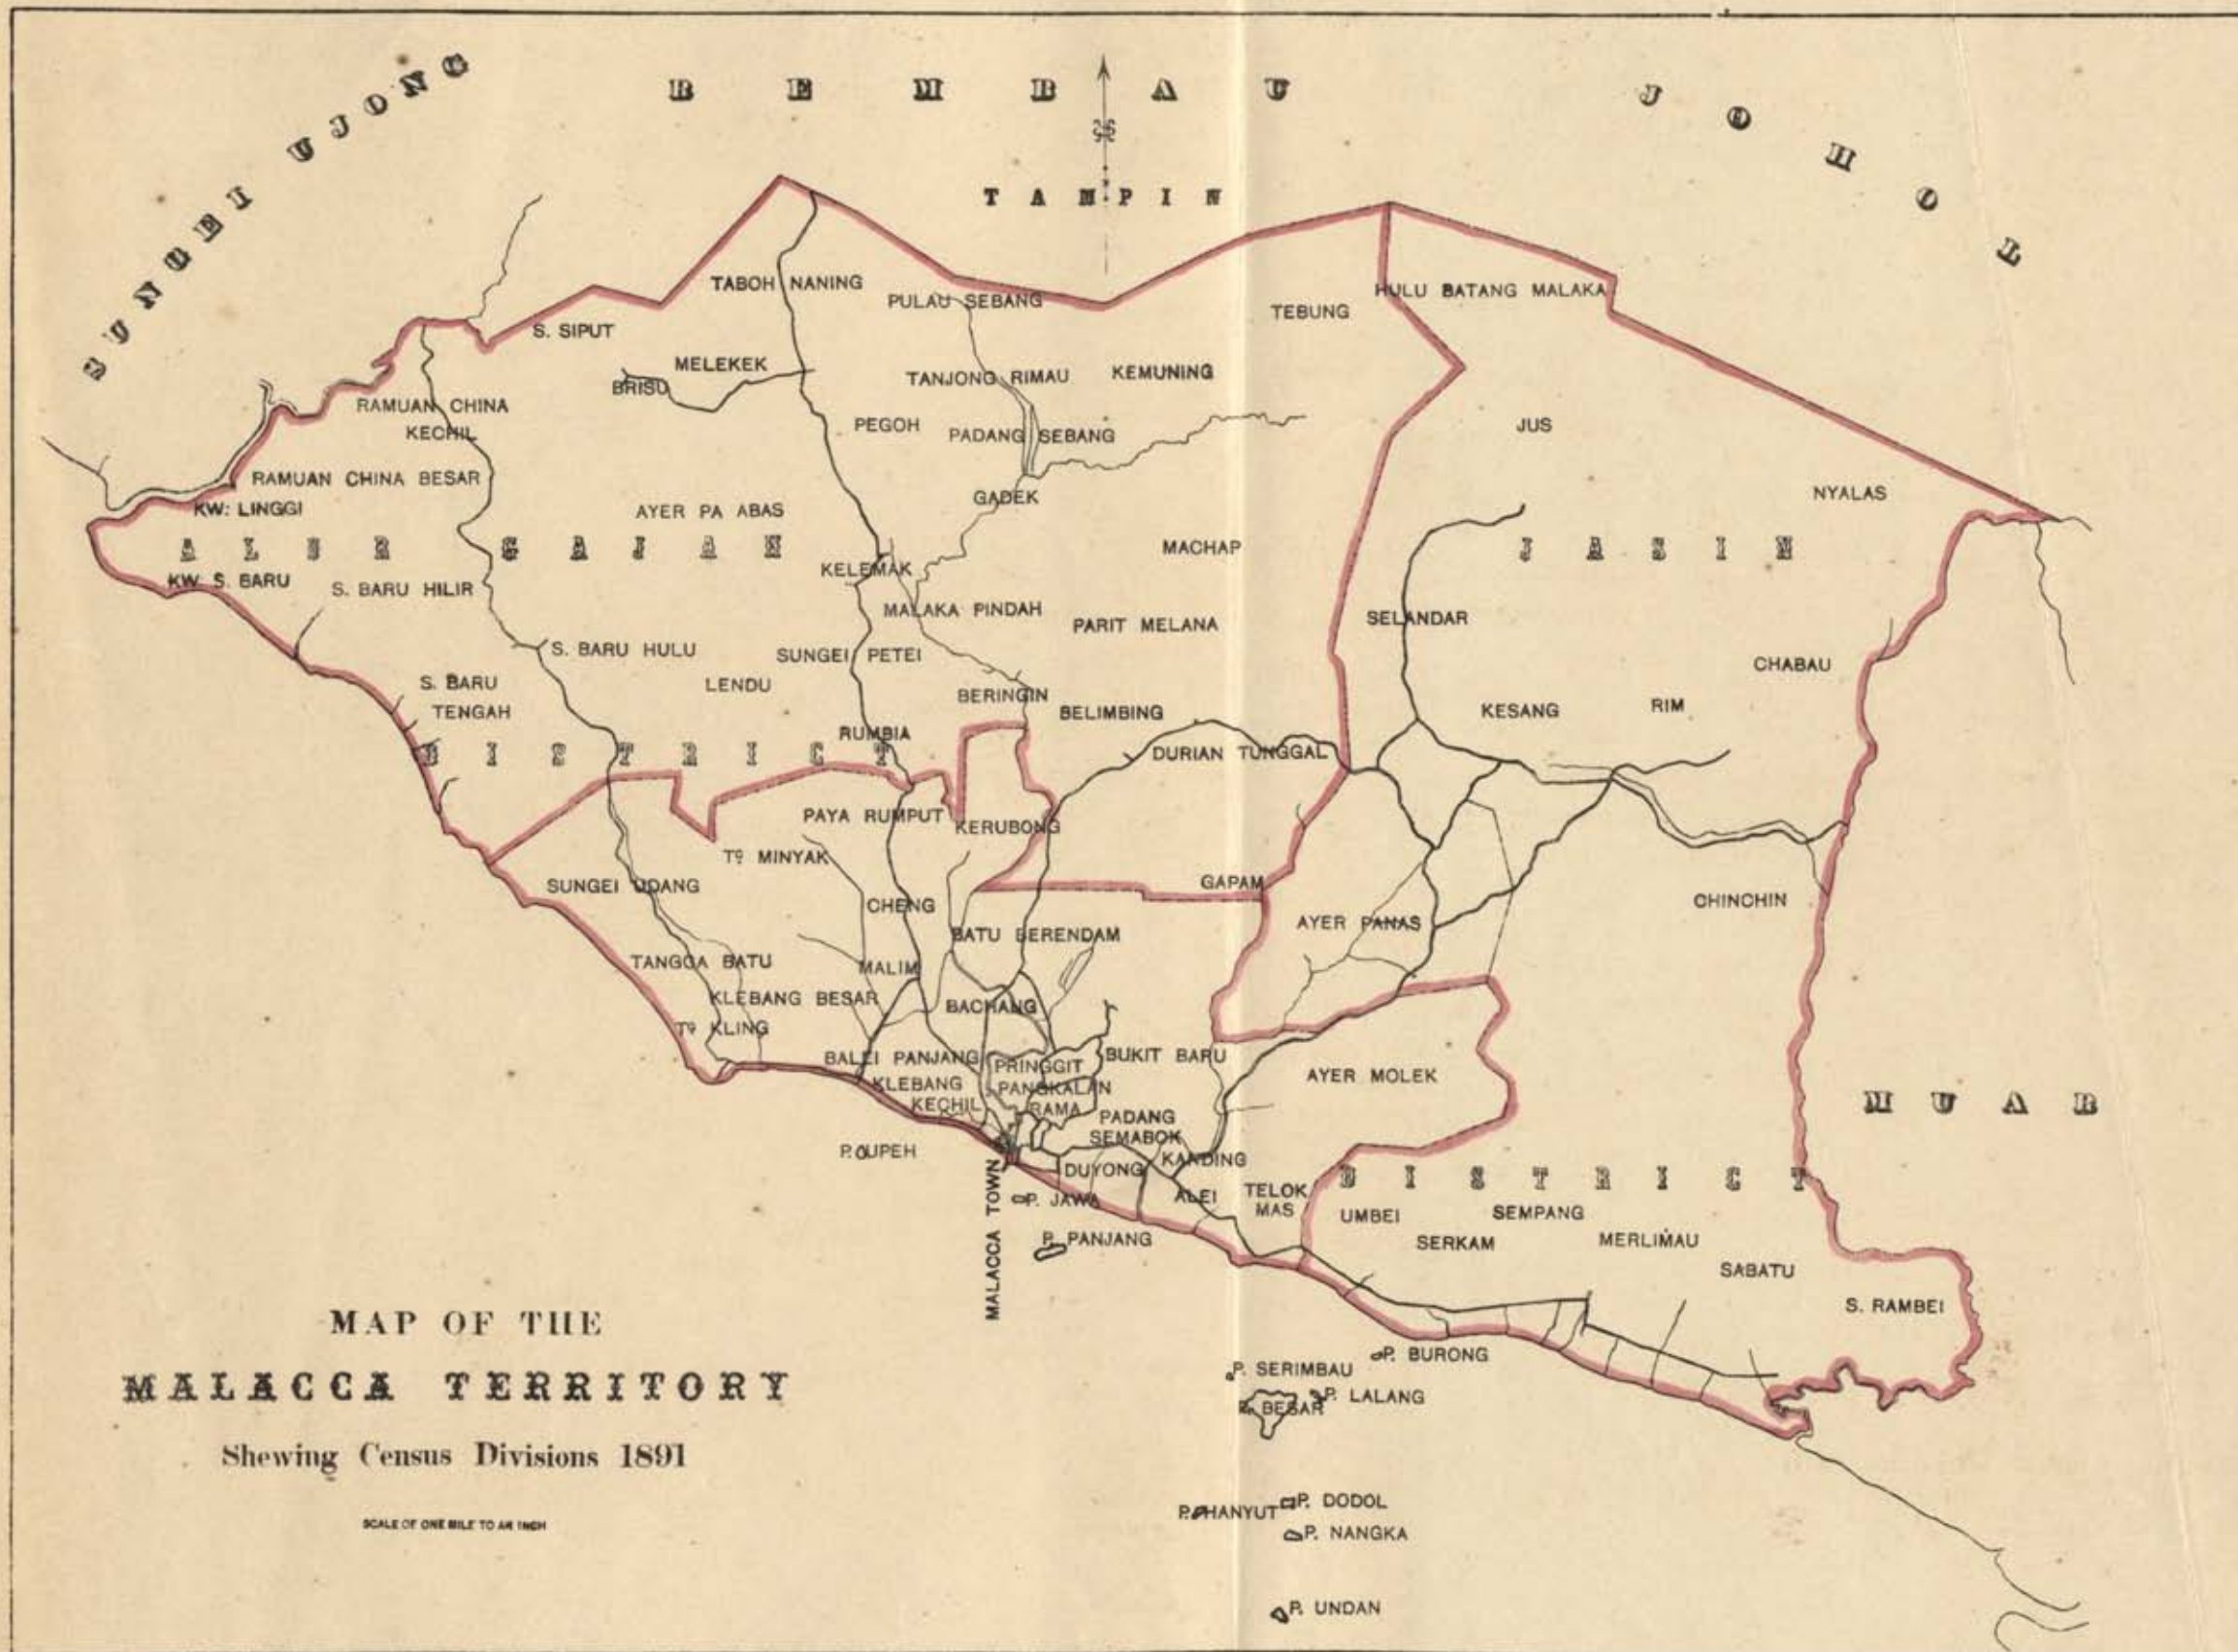 SUNGEI UJONG
REMBAU
JOHOL
TAMPIN
TABOH NANING
PULAU SEBANG
HULU BATANG MALAKA
TEBUNG
S. SIPUT
MELEKEK
BRISU
TANJONG RIMAU
KEMUNING
RAMUAN CHINA
KECHIL
PEGOH
PADANG SEBANG
JUS
RAMUAN CHINA BESAR
KW: LINGGI
GADEK
NYALAS
AYER PA ABAS
ALUR GAJAH
MACHAP
JASIN
KELEMAK
KW S. BARU
S. BARU HILIR
MALAKA PINDAH
PARIT MELANA
SELANDAR
S. BARU HULU
SUNGEI PETEI
CHABAU
S. BARU
TENGAH
LENDU
BERINGIN
BELIMBING
KESANG
RIM
RUMBIA
DISTRICT
DURIAN TUNGGAL
PAYA RUMPUT
KERUBONG
Tg MINYAK
SUNGEI UDANG
GAPAM
CHENG
CHINCHIN
AYER PANAS
BATU BERENDAM
TANGGA BATU
MALIM
KLEBANG BESAR
BACHANG
Tg KLING
BALEI PANJANG
PRINGGIT
BUKIT BARU
AYER MOLEK
KLEBANG
KECHIL
PANGKALAN
RAMA
MUAR
PADANG
SEMABOK
P. UPEH
DUYONG
KANDING
DISTRICT
MALACCA TOWN
P. JAWA
ALEI
TELOK
MAS
UMBEI
SEMPANG
P. PANJANG
SERKAM
MERLIMAU
SABATU
S. RAMBEI
MAP OF THE
MALACCA TERRITORY
Shewing Census Divisions 1891
SCALE OF ONE MILE TO AN INCH
P. BURONG
P. SERIMBAU
P. LALANG
P. BESAR
P. HANYUT
P. DODOL
P. NANGKA
P. UNDAN